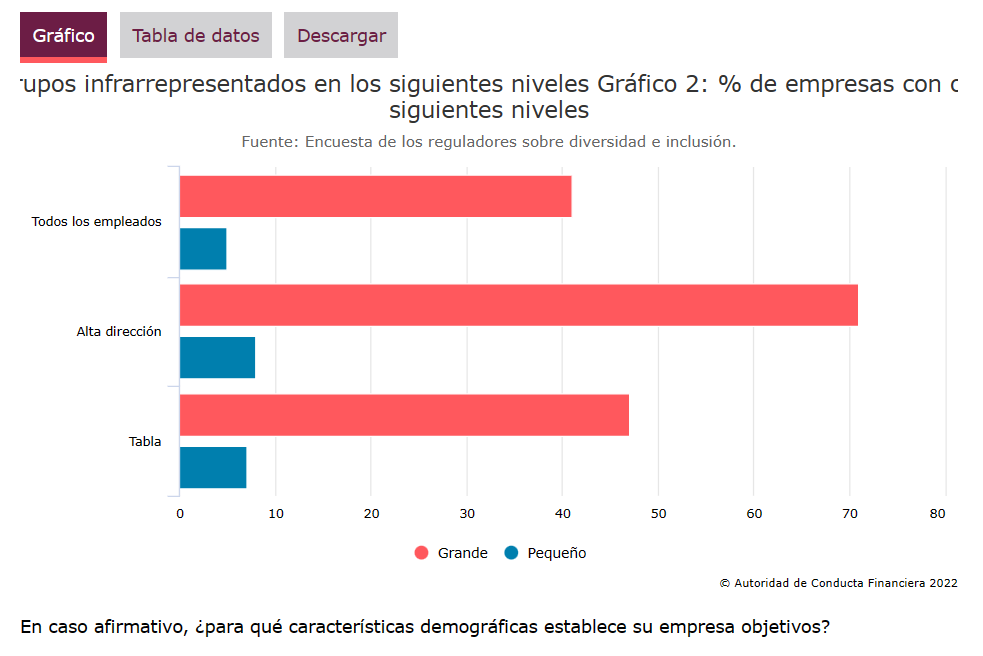 Gráfico Tabla de datos Descargar
upos infrarrepresentados en los siguientes niveles Gráfico 2: % de empresas con
siguientes niveles
Fuente: Encuesta de los reguladores sobre diversidad e inclusión.
Todos los empleados
Alta dirección
Tabla
0 10 20 30 40 50 60 70 80
Grande Pequeño
© Autoridad de Conducta Financiera 2022
En caso afirmativo, ¿para qué características demográficas establece su empresa objetivos?